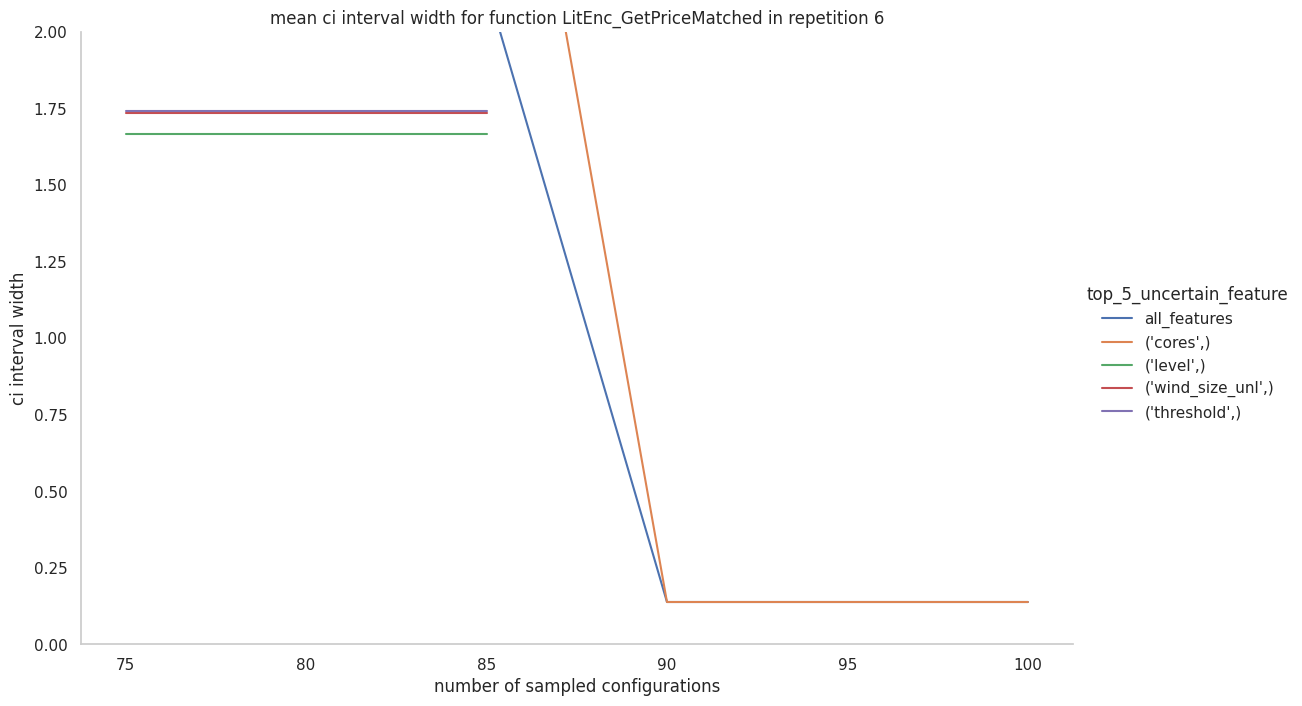 mean ci interval width for function LitEnc_GetPriceMatched in repetition 6
2.00
1.75
1.50
1.25
1.00
0.75
0.50
0.25
0.00
ci interval width
75 80 85 90 95 100
number of sampled configurations
top_5_uncertain_feature
all_features
('cores',)
('level',)
('wind_size_unl',)
('threshold',)